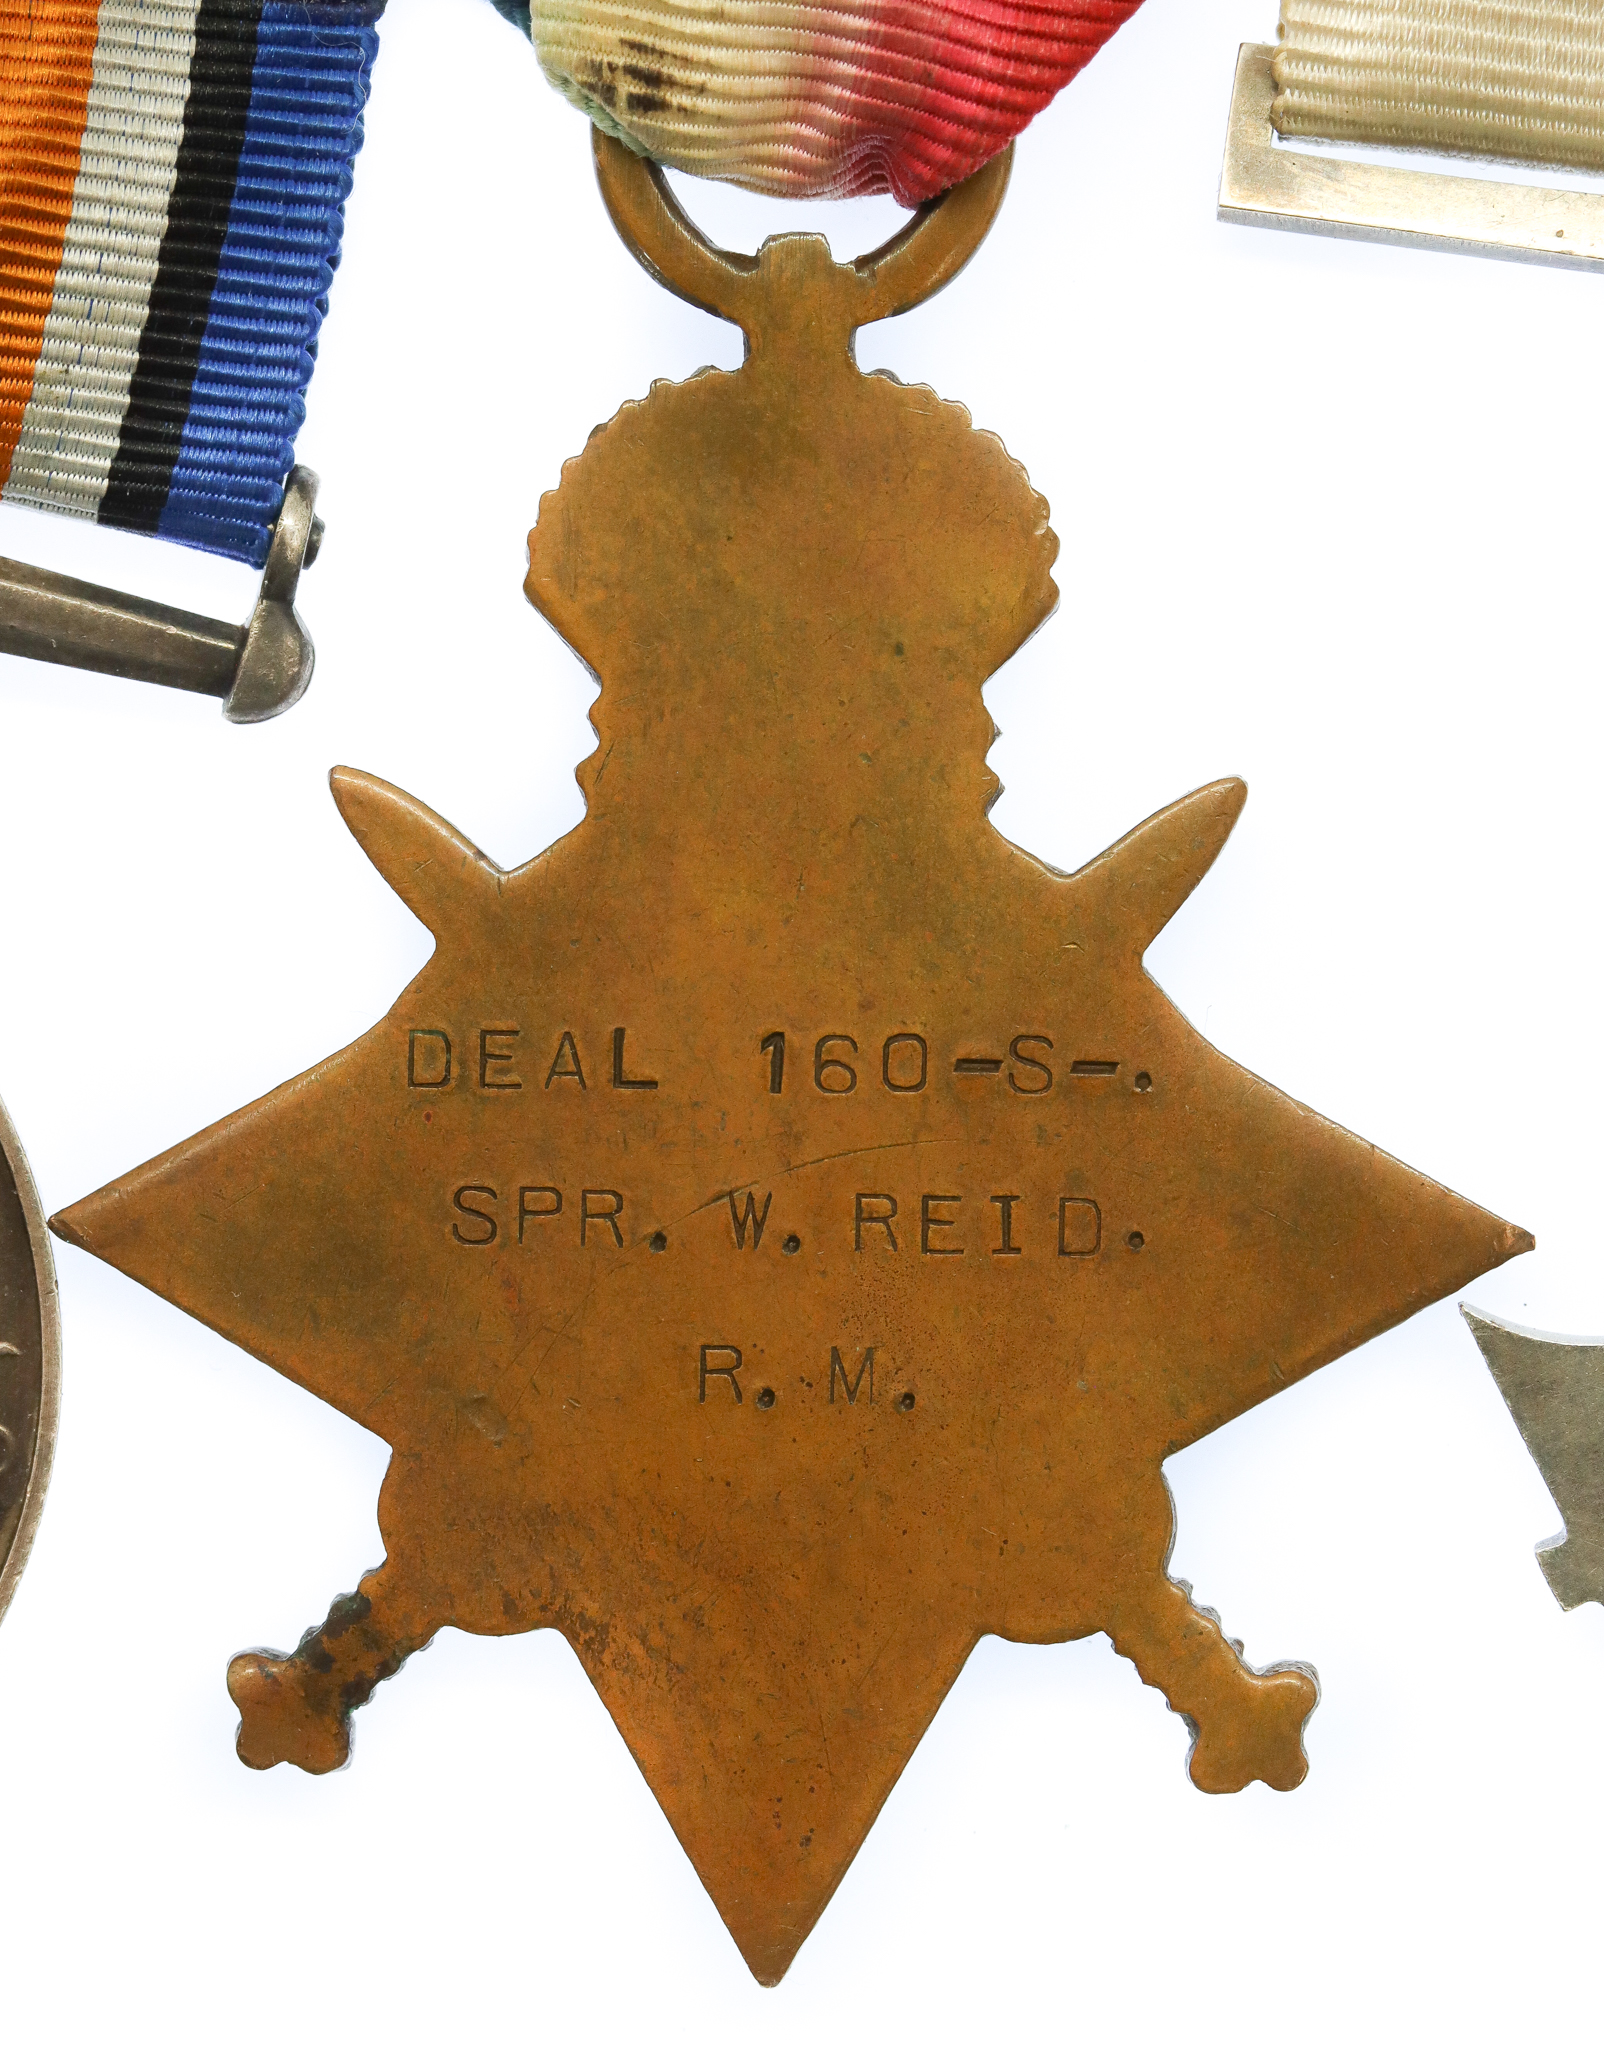 DEAL 160-S-.
SPR. W. REID.
R. M.